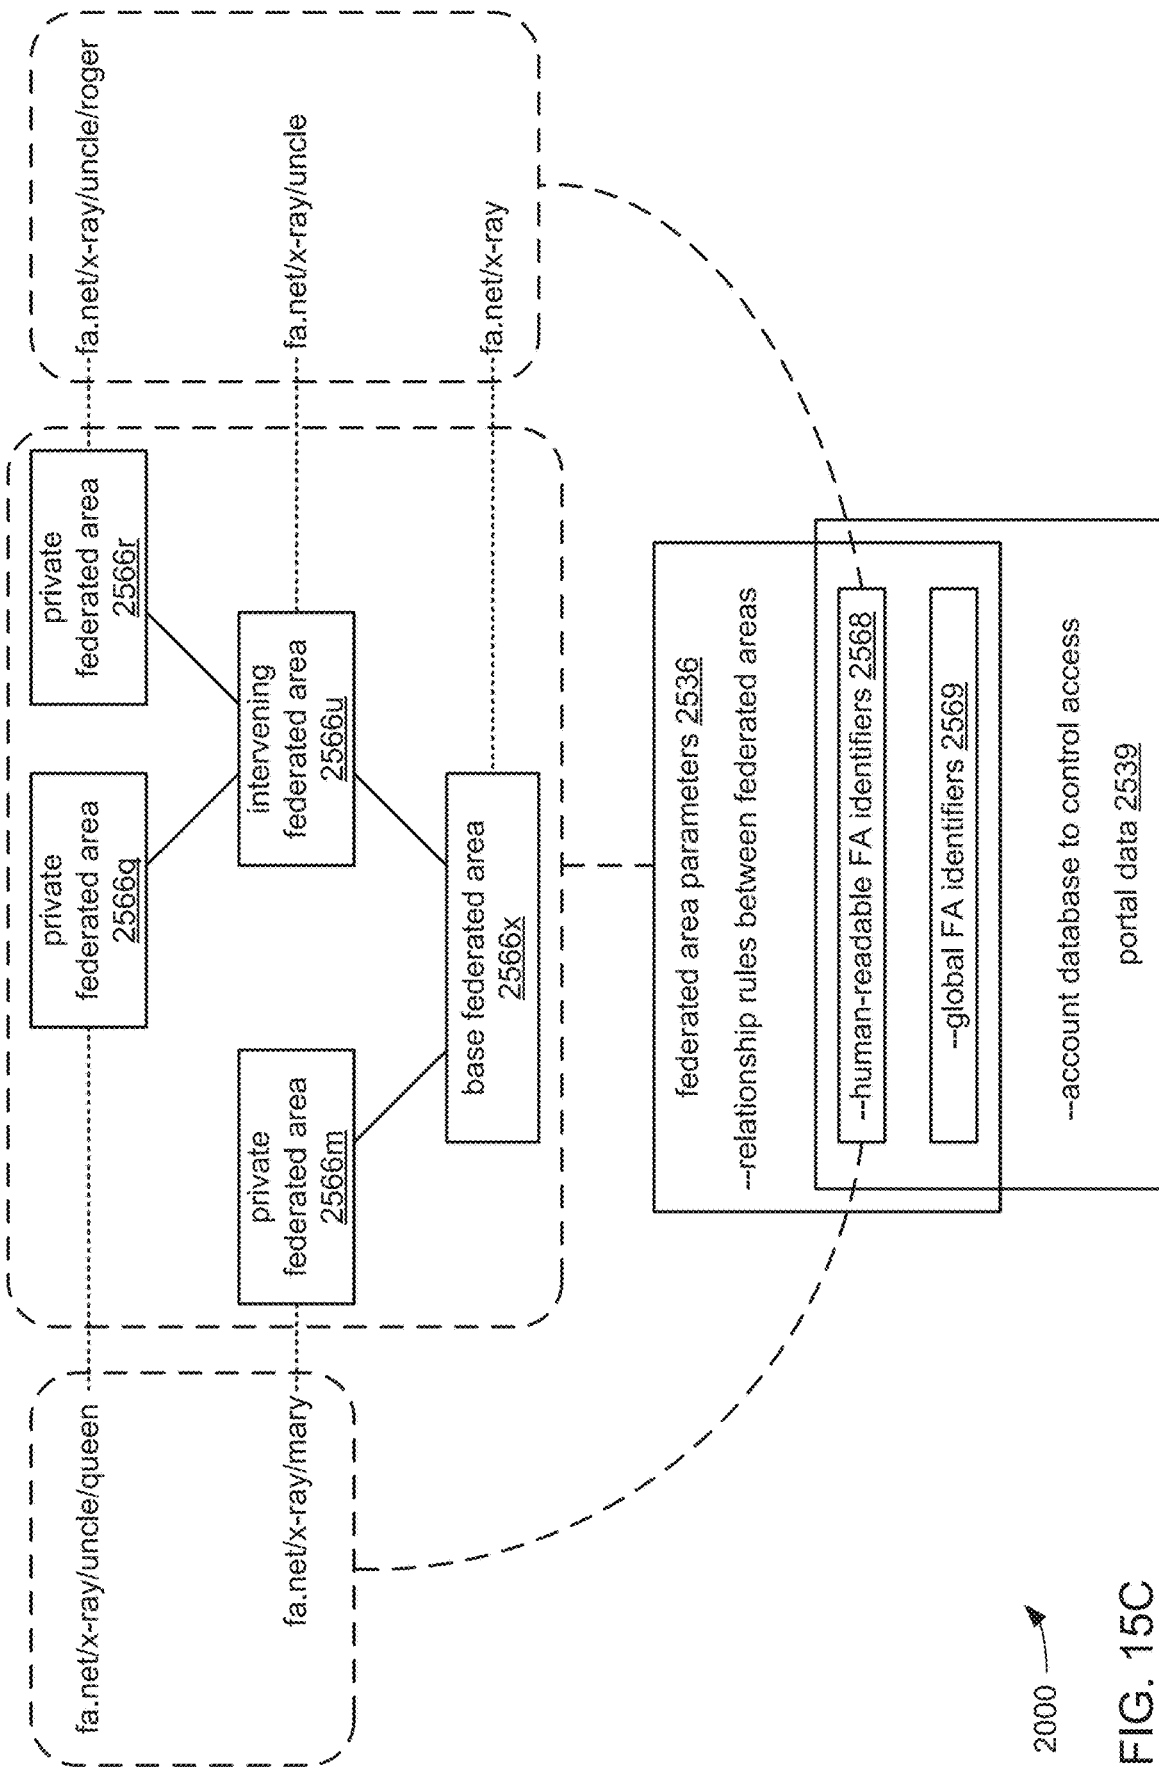 fa.net/x-ray/uncle/queen
fa.net/x-ray/mary
private
federated area
2566q
private
federated area
2566r
private
federated area
2566m
intervening
federated area
2566u
base federated area
2566x
fa.net/x-ray/uncle/roger
fa.net/x-ray/uncle
fa.net/x-ray
federated area parameters 2536
--relationship rules between federated areas
--human-readable FA identifiers 2568
--global FA identifiers 2569
--account database to control access
portal data 2539
2000
FIG. 15C